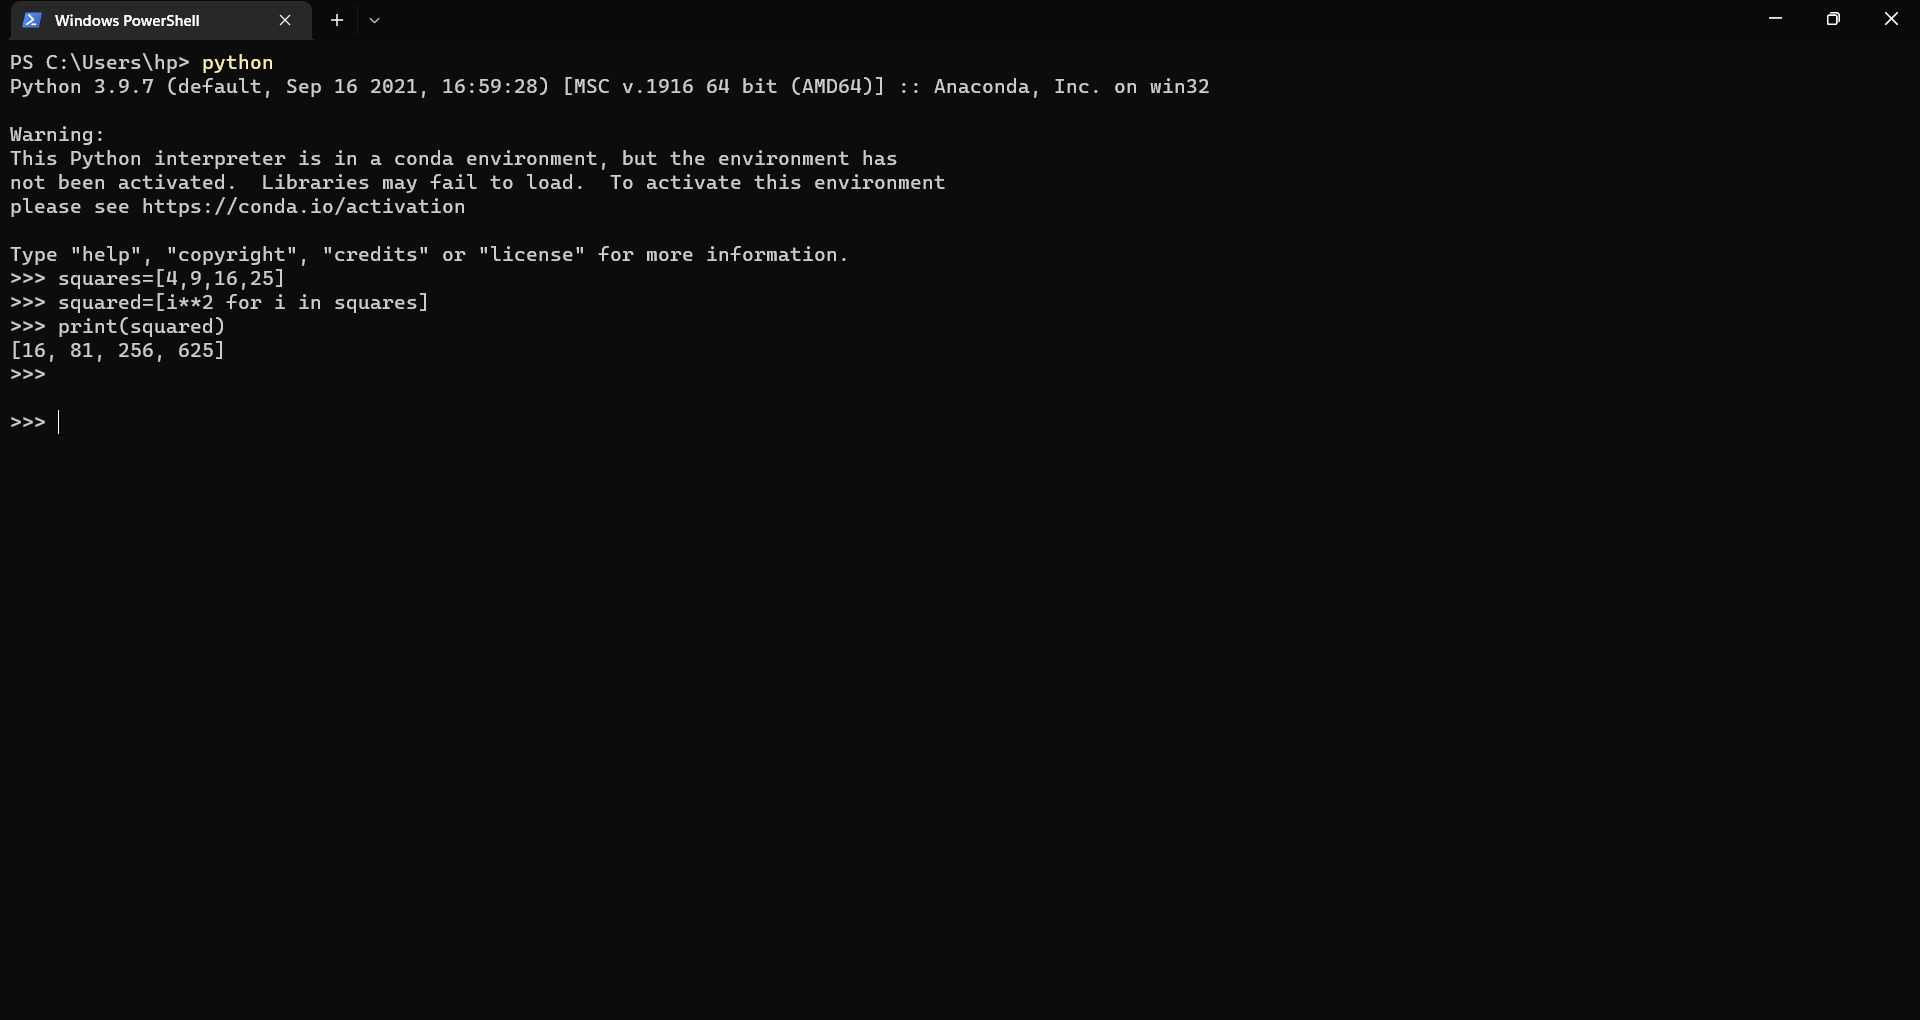 Windows PowerShell
PS C:\Users\hp> python
Python 3.9.7 (default, Sep 16 2021, 16:59:28) [MSC v.1916 64 bit (AMD64)] :: Anaconda, Inc. on win32
Warning:
This Python interpreter is in a conda environment, but the environment has
not been activated.  Libraries may fail to load.  To activate this environment
please see https://conda.io/activation
Type "help", "copyright", "credits" or "license" for more information.
>>> squares=[4,9,16,25]
>>> squared=[i**2 for i in squares]
>>> print(squared)
[16, 81, 256, 625]
>>>
>>>